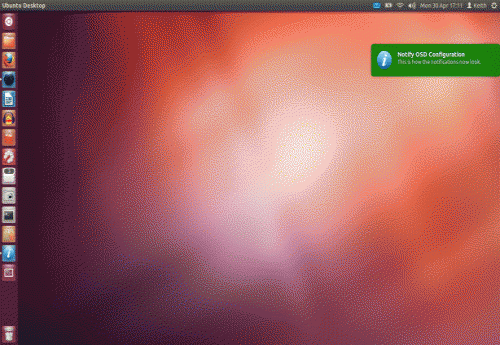 Ubuntu Desktop
Mon 30 Apr 17:11
Keith
Notify OSD Configuration
This is how the notifications now look.